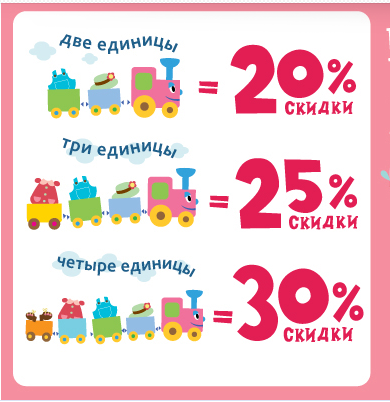 две единицы
= 20%
скидки
три единицы
= 25%
скидки
четыре единицы
= 30%
скидки